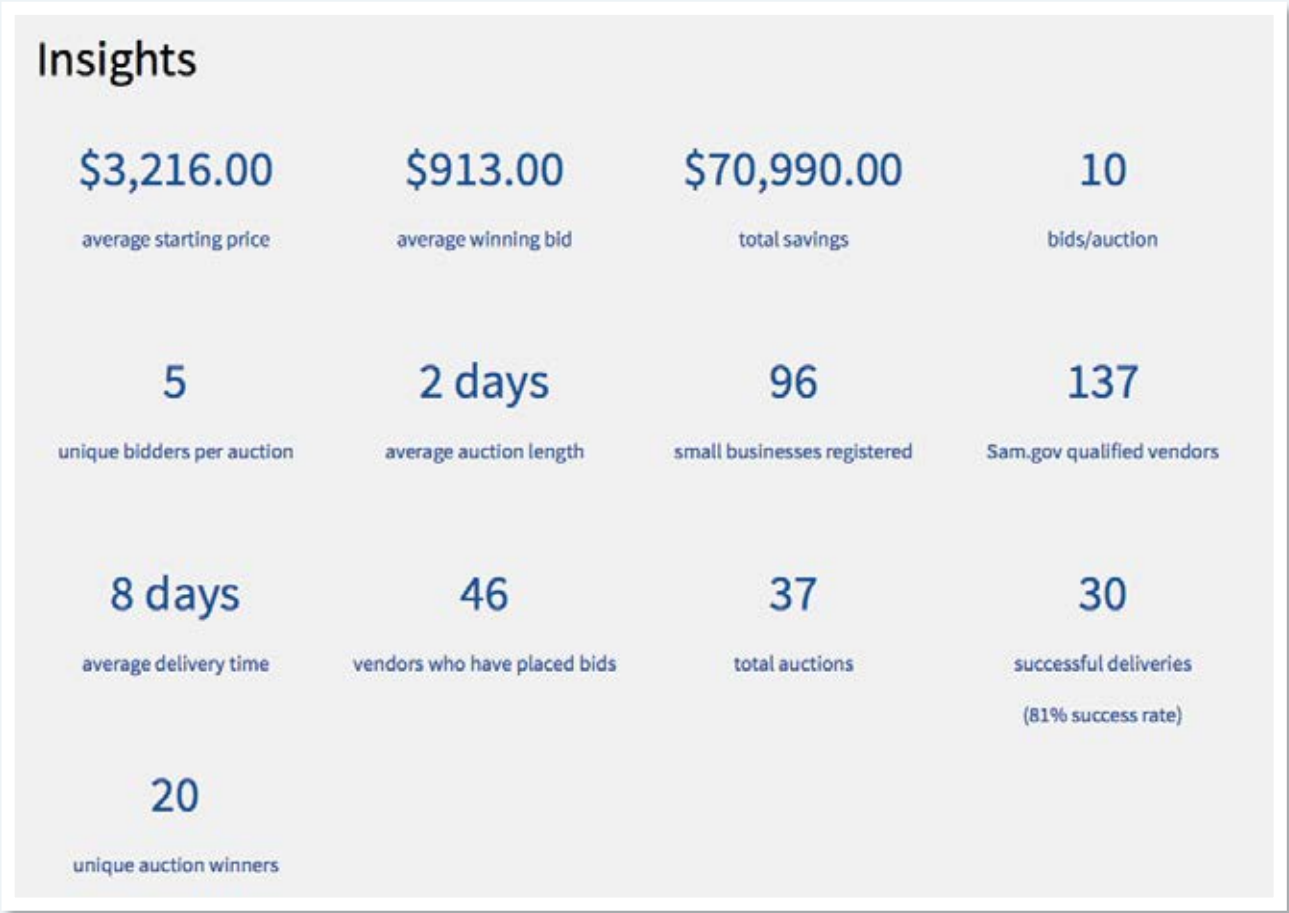 Insights
$3,216.00
average starting price
$913.00
average winning bid
$70,990.00
total savings
10
bids/auction
5
unique bidders per auction
2 days
average auction length
96
small businesses registered
137
Sam.gov qualified vendors
8 days
average delivery time
46
vendors who have placed bids
37
total auctions
30
successful deliveries
(81% success rate)
20
unique auction winners